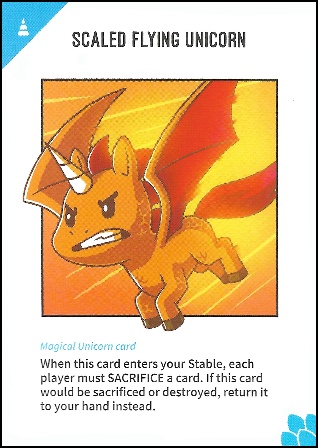 SCALED FLYING UNICORN
Magical Unicorn card
When this card enters your Stable, each
player must SACRIFICE a card. If this card
would be sacrificed or destroyed, return it
to your hand instead.